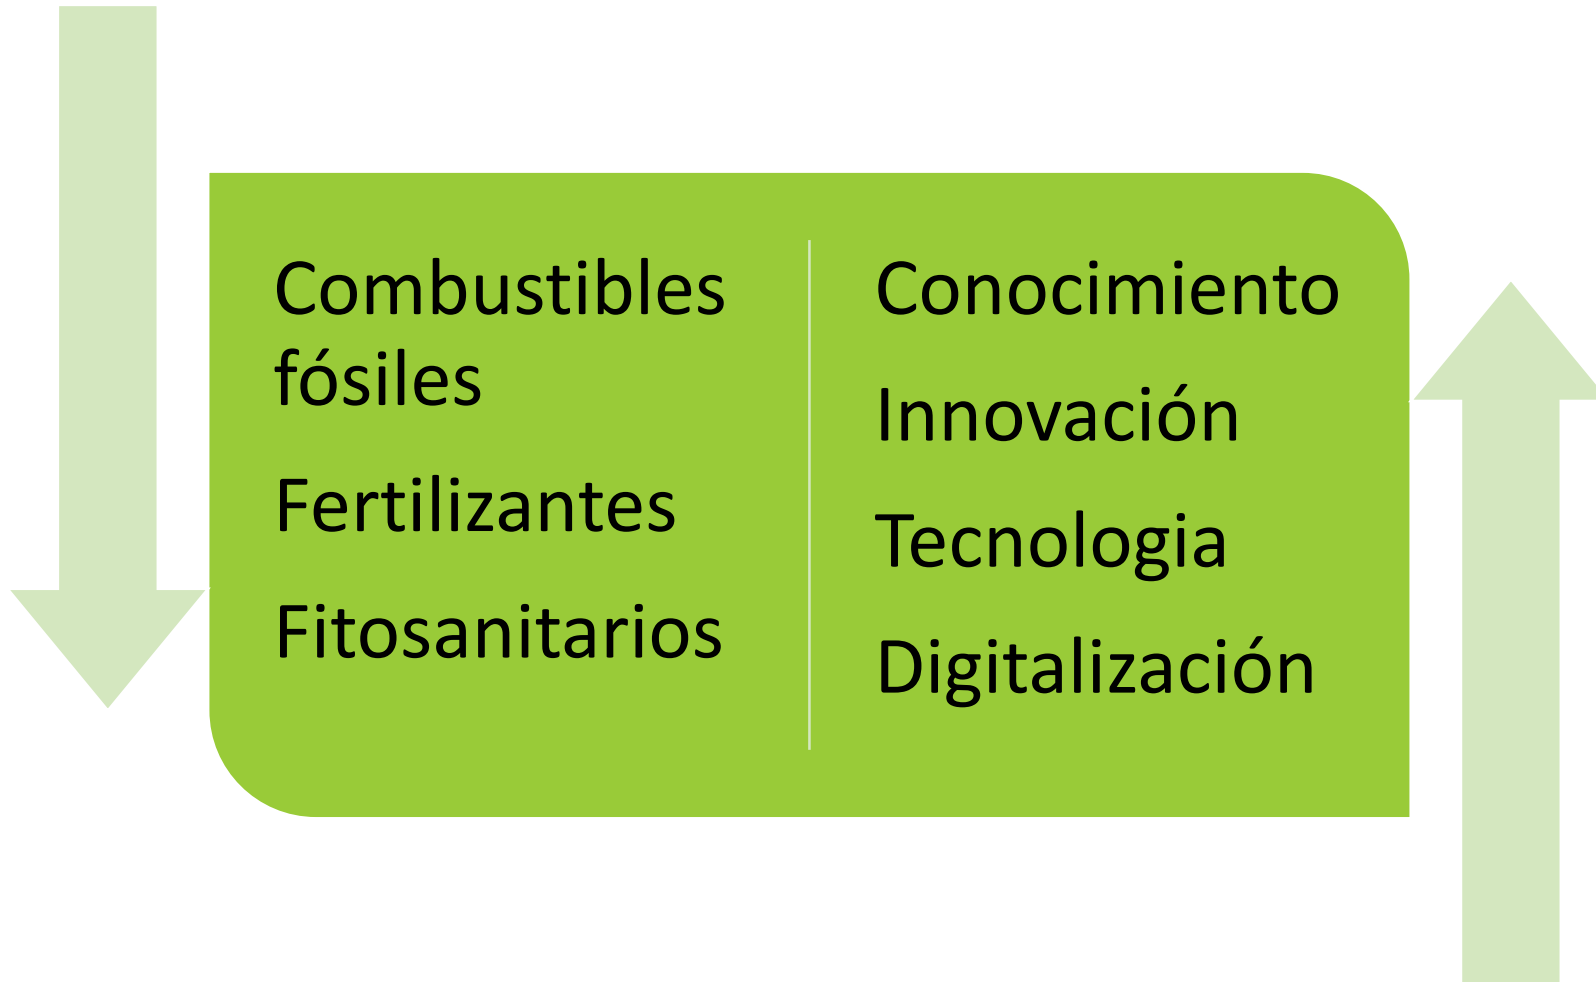 Combustibles
fósiles
Fertilizantes
Fitosanitarios
Conocimiento
Innovación
Tecnologia
Digitalización